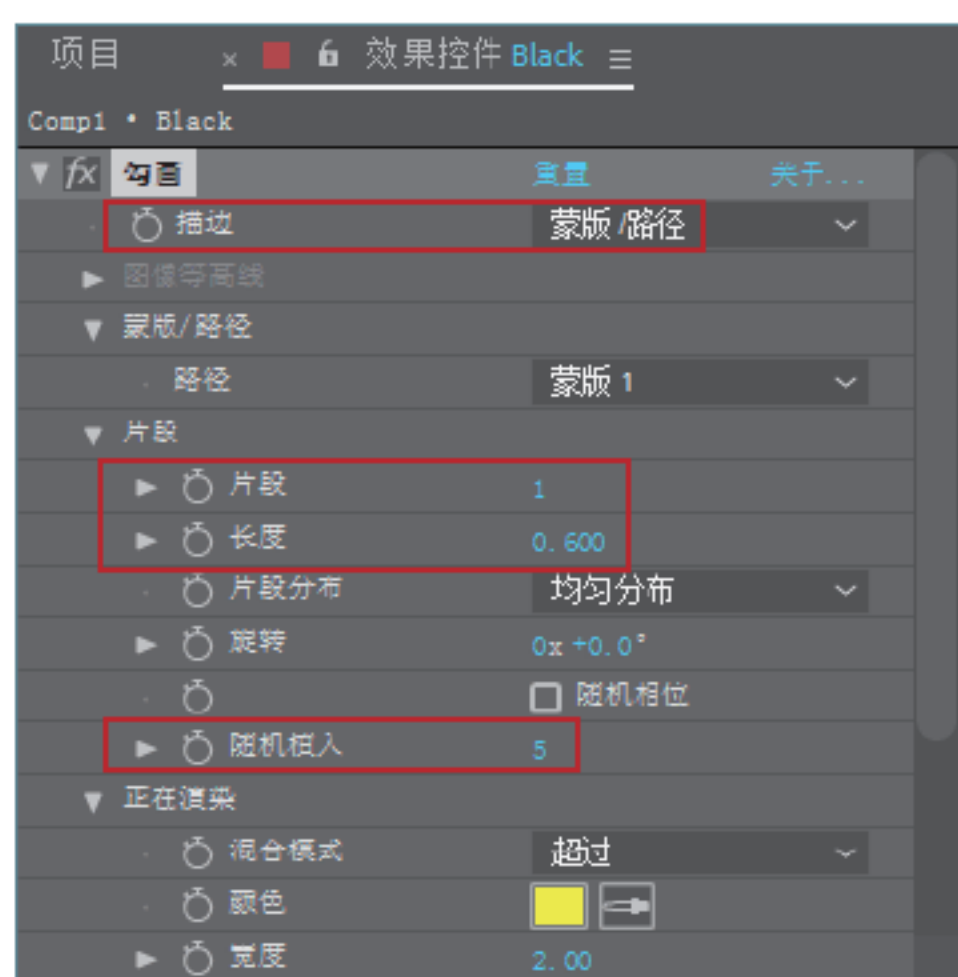 项目 × 效果控件 Black ≡
Comp1 • Black
fx 勾画 重置 关于...
描边 蒙版/路径
图像等高线
蒙版/路径
路径 蒙版 1
片段
片段 1
长度 0.600
片段分布 均匀分布
旋转 0x +0.0°
随机相位
随机植入 5
正在渲染
混合模式 超过
颜色
宽度 2.00